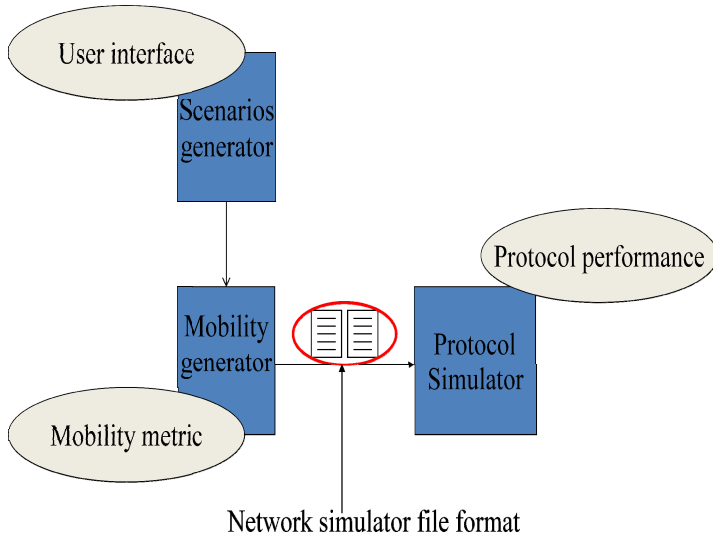 User interface
Scenarios
generator
Protocol performance
Mobility
generator
Protocol
Simulator
Mobility metric
Network simulator file format